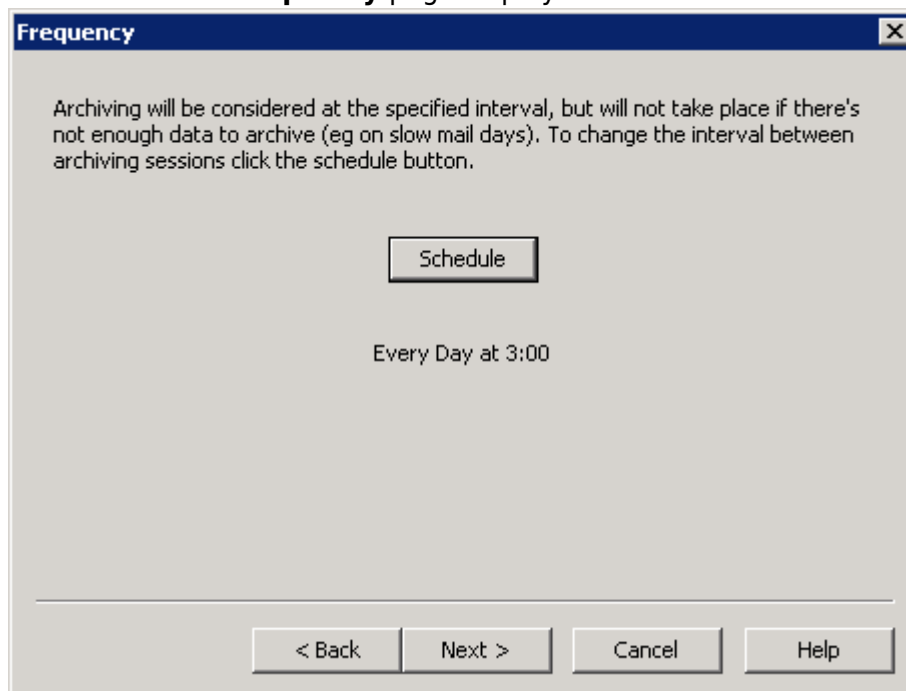 Frequency
Archiving will be considered at the specified interval, but will not take place if there's
not enough data to archive (eg on slow mail days). To change the interval between
archiving sessions click the schedule button.
Schedule
Every Day at 3:00
< Back Next > Cancel Help